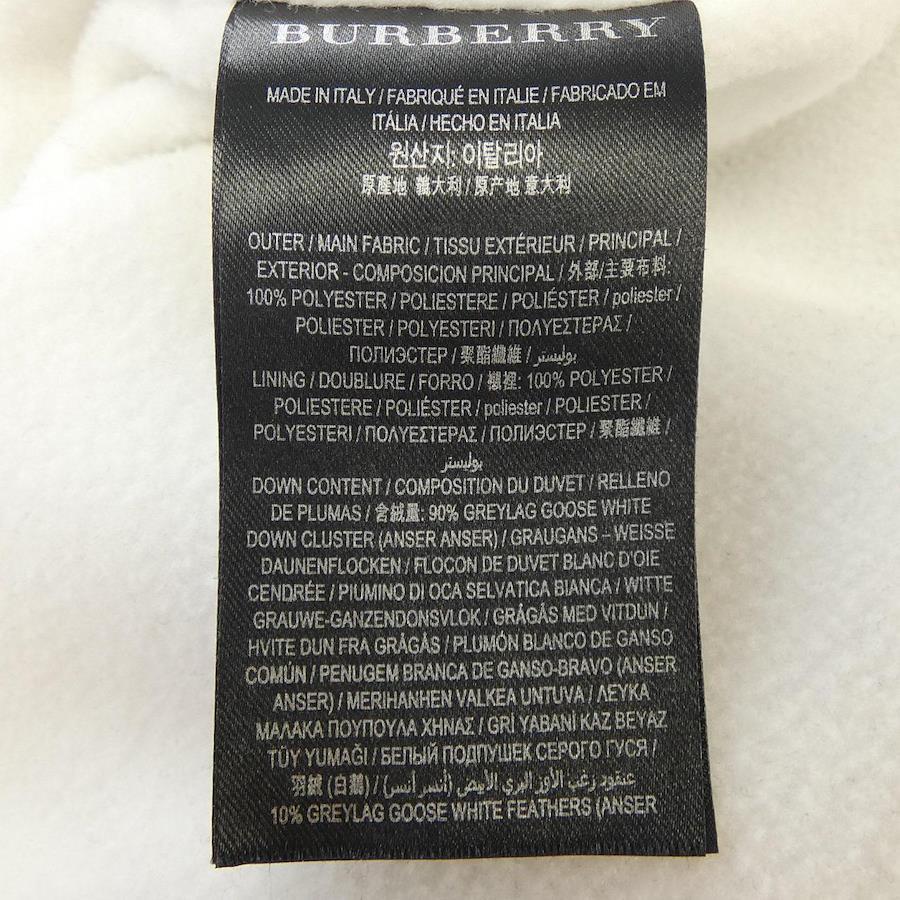 BURBERRY
MADE IN ITALY / FABRIQUÉ EN ITALIE / FABRICADO EM
ITÁLIA / HECHO EN ITALIA
원산지: 이탈리아
原產地 義大利 / 原产地 意大利
OUTER / MAIN FABRIC / TISSU EXTÉRIEUR / PRINCIPAL /
EXTERIOR - COMPOSICION PRINCIPAL / 外部/主要布料:
100% POLYESTER / POLIESTERE / POLIÉSTER / poliester /
POLIESTER / POLYESTERI / ΠΟΛΥΕΣΤΕΡΑΣ /
ПОЛИЭСТЕР / 聚酯纖維 / بوليستر
LINING / DOUBLURE / FORRO / 襯裡: 100% POLYESTER /
POLIESTERE / POLIÉSTER / poliester / POLIESTER /
POLYESTERI / ΠΟΛΥΕΣΤΕΡΑΣ / ПОЛИЭСТЕР / 聚酯纖維 /
بوليستر
DOWN CONTENT / COMPOSITION DU DUVET / RELLENO
DE PLUMAS / 含絨量: 90% GREYLAG GOOSE WHITE
DOWN CLUSTER (ANSER ANSER) / GRAUGANS – WEISSE
DAUNENFLOCKEN / FLOCON DE DUVET BLANC D'OIE
CENDRÉE / PIUMINO DI OCA SELVATICA BIANCA / WITTE
GRAUWE-GANZENDONSVLOK / GRÅGÅS MED VITDUN /
HVITE DUN FRA GRÅGÅS / PLUMÓN BLANCO DE GANSO
COMÚN / PENUGEM BRANCA DE GANSO-BRAVO (ANSER
ANSER) / MERIHANHEN VALKEA UNTUVA / ΛΕΥΚΑ
ΜΑΛΑΚΑ ΠΟΥΠΟΥΛΑ ΧΗΝΑΣ / GRİ YABANİ KAZ BEYAZ
TÜY YUMAĞI / БЕЛЫЙ ПОДПУШЕК СЕРОГО ГУСЯ /
羽絨 (白鵝) / عنقود زغب الأوز البري الأبيض (أنسر أنسر) /
10% GREYLAG GOOSE WHITE FEATHERS (ANSER